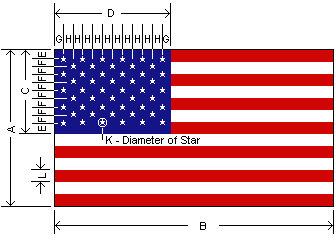 D
G H H H H H H H H H H G
E F F F F F F F F E
C
A
K - Diameter of Star
L
B